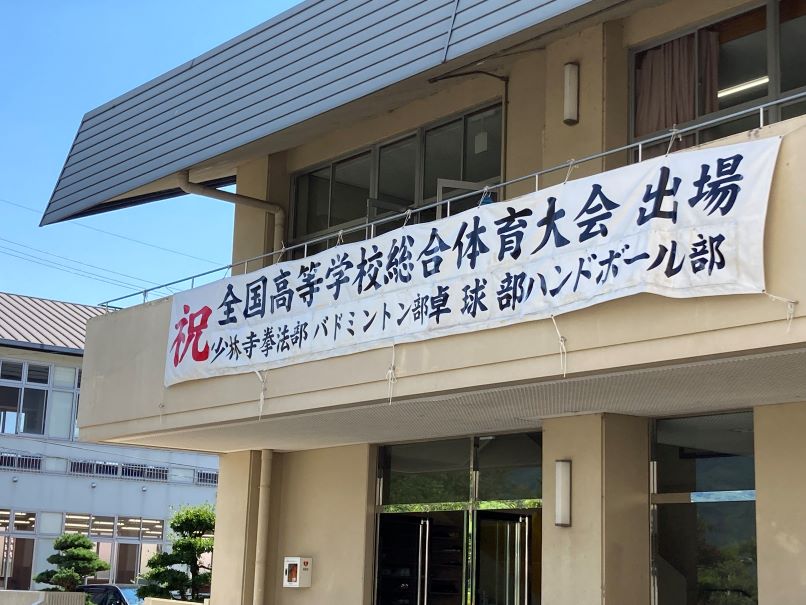 祝 全国高等学校総合体育大会 出場
少林寺拳法部 バドミントン部 卓球部 ハンドボール部